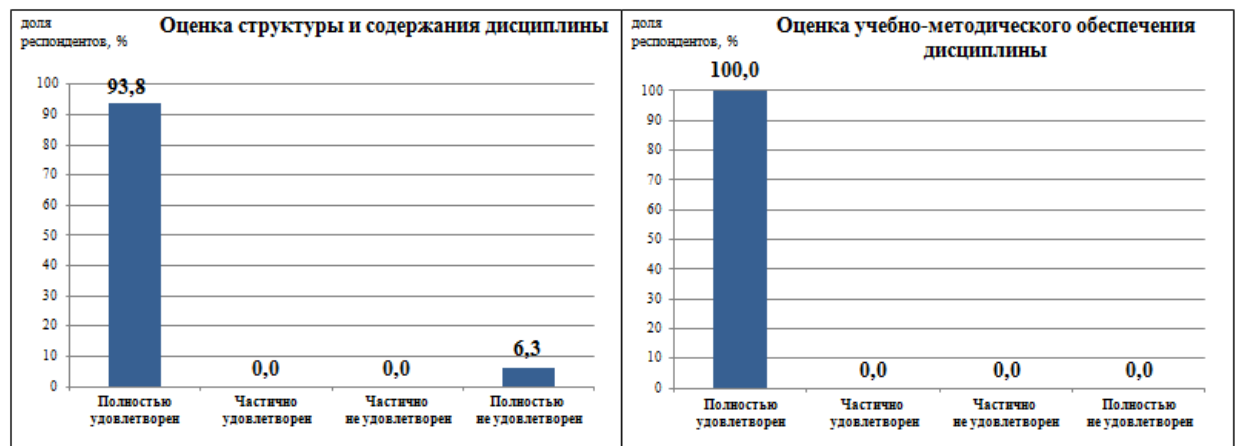 доля
респондентов, %
Оценка структуры и содержания дисциплины
100
90
80
70
60
50
40
30
20
10
0
93,8
0,0
0,0
6,3
Полностью
удовлетворен
Частично
удовлетворен
Частично
не удовлетворен
Полностью
не удовлетворен
доля
респондентов, %
Оценка учебно-методического обеспечения
дисциплины
100
90
80
70
60
50
40
30
20
10
0
100,0
0,0
0,0
0,0
Полностью
удовлетворен
Частично
удовлетворен
Частично
не удовлетворен
Полностью
не удовлетворен